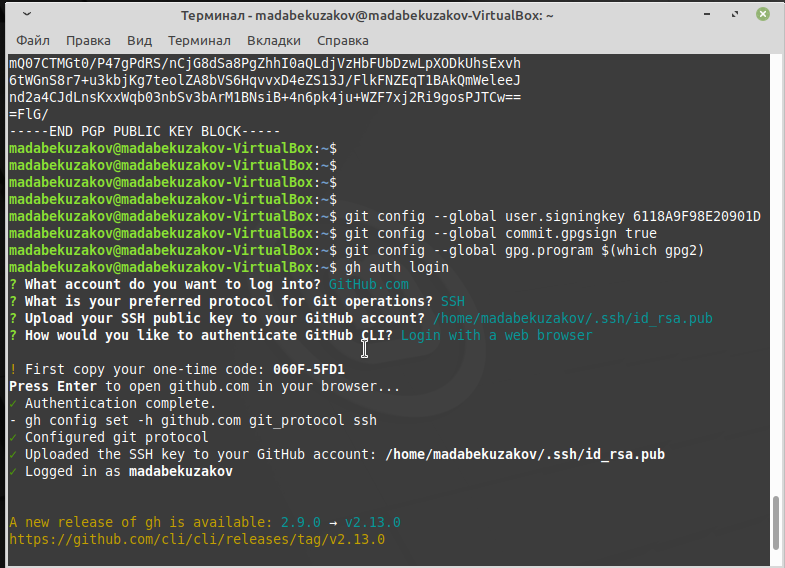 Терминал - madabekuzakov@madabekuzakov-VirtualBox: ~
Файл Правка Вид Терминал Вкладки Справка
mQ07CTMGt0/P47gPdRS/nCjG8dSa8PgZhhI0aQLdjVzHbFUbDzwLpXODkUhsExvh
6tWGnS8r7+u3kbjKg7teolZA8bVS6HqvvxD4eZS13J/FlkFNZEqT1BAkQmWeleeJ
nd2a4CJdLnsKxxWqb03nbSv3bArM1BNsiB+4n6pk4ju+WZF7xj2Ri9gosPJTCw==
=FlG/
-----END PGP PUBLIC KEY BLOCK-----
madabekuzakov@madabekuzakov-VirtualBox:~$
madabekuzakov@madabekuzakov-VirtualBox:~$
madabekuzakov@madabekuzakov-VirtualBox:~$
madabekuzakov@madabekuzakov-VirtualBox:~$
madabekuzakov@madabekuzakov-VirtualBox:~$ git config --global user.signingkey 6118A9F98E20901D
madabekuzakov@madabekuzakov-VirtualBox:~$ git config --global commit.gpgsign true
madabekuzakov@madabekuzakov-VirtualBox:~$ git config --global gpg.program $(which gpg2)
madabekuzakov@madabekuzakov-VirtualBox:~$ gh auth login
? What account do you want to log into? GitHub.com
? What is your preferred protocol for Git operations? SSH
? Upload your SSH public key to your GitHub account? /home/madabekuzakov/.ssh/id_rsa.pub
? How would you like to authenticate GitHub CLI? Login with a web browser
! First copy your one-time code: 060F-5FD1
Press Enter to open github.com in your browser...
✓ Authentication complete.
- gh config set -h github.com git_protocol ssh
✓ Configured git protocol
✓ Uploaded the SSH key to your GitHub account: /home/madabekuzakov/.ssh/id_rsa.pub
✓ Logged in as madabekuzakov
A new release of gh is available: 2.9.0 → v2.13.0
https://github.com/cli/cli/releases/tag/v2.13.0